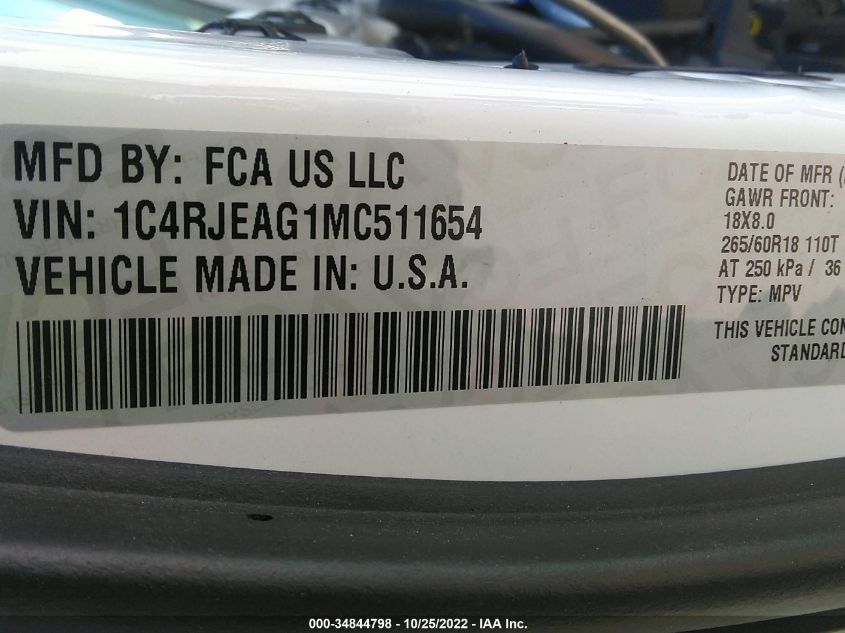 MFD BY: FCA US LLC
VIN: 1C4RJEAG1MC511654
VEHICLE MADE IN: U.S.A.
DATE OF MFR (
GAWR FRONT:
18X8.0
265/60R18 110T
AT 250 kPa / 36
TYPE: MPV
THIS VEHICLE CON
STANDARD
000-34844798 - 10/25/2022 - IAA Inc.